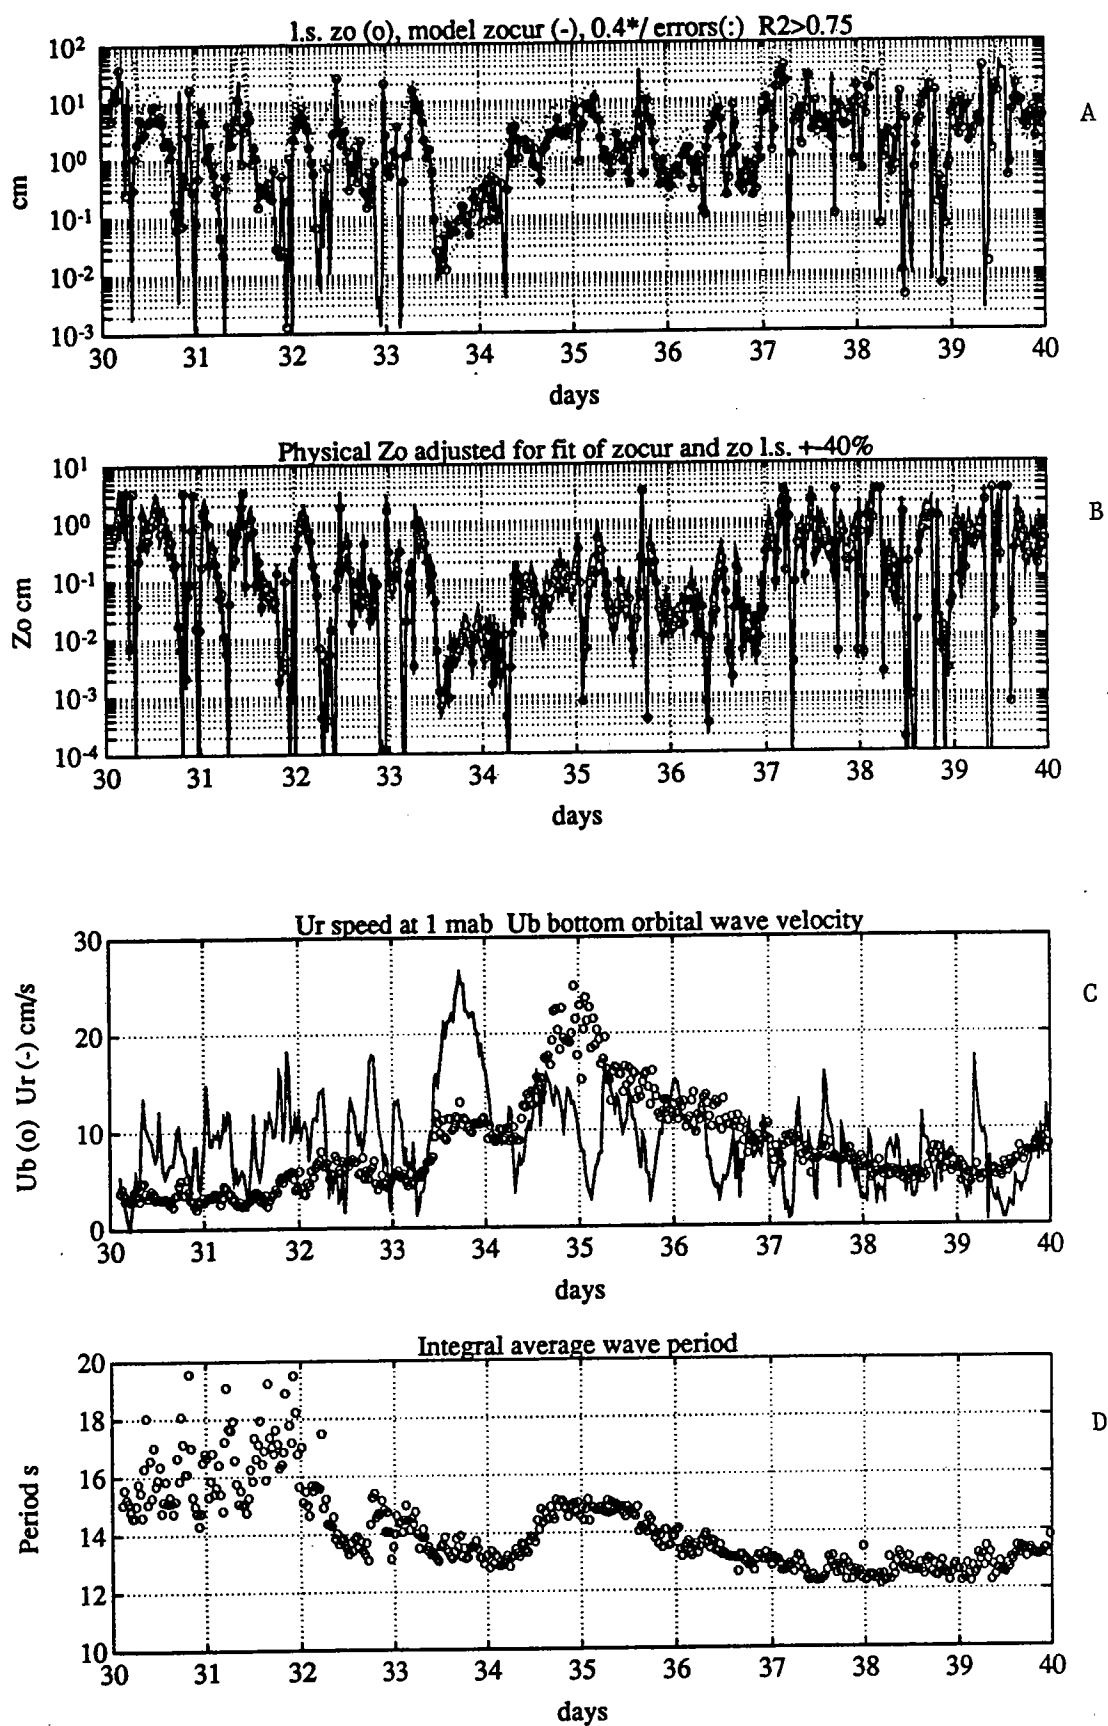 l.s. zo (o), model zocur (-), 0.4*/ errors(:)  R2>0.75
10²
10¹
10⁰
10⁻¹
10⁻²
10⁻³
cm
30 31 32 33 34 35 36 37 38 39 40
days
A
Physical Zo adjusted for fit of zocur and zo l.s. +-40%
10¹
10⁰
10⁻¹
10⁻²
10⁻³
10⁻⁴
Zo cm
30 31 32 33 34 35 36 37 38 39 40
days
B
Ur speed at 1 mab  Ub bottom orbital wave velocity
30
20
10
0
Ub (o)  Ur (-) cm/s
30 31 32 33 34 35 36 37 38 39 40
days
C
Integral average wave period
20
18
16
14
12
10
Period s
30 31 32 33 34 35 36 37 38 39 40
days
D